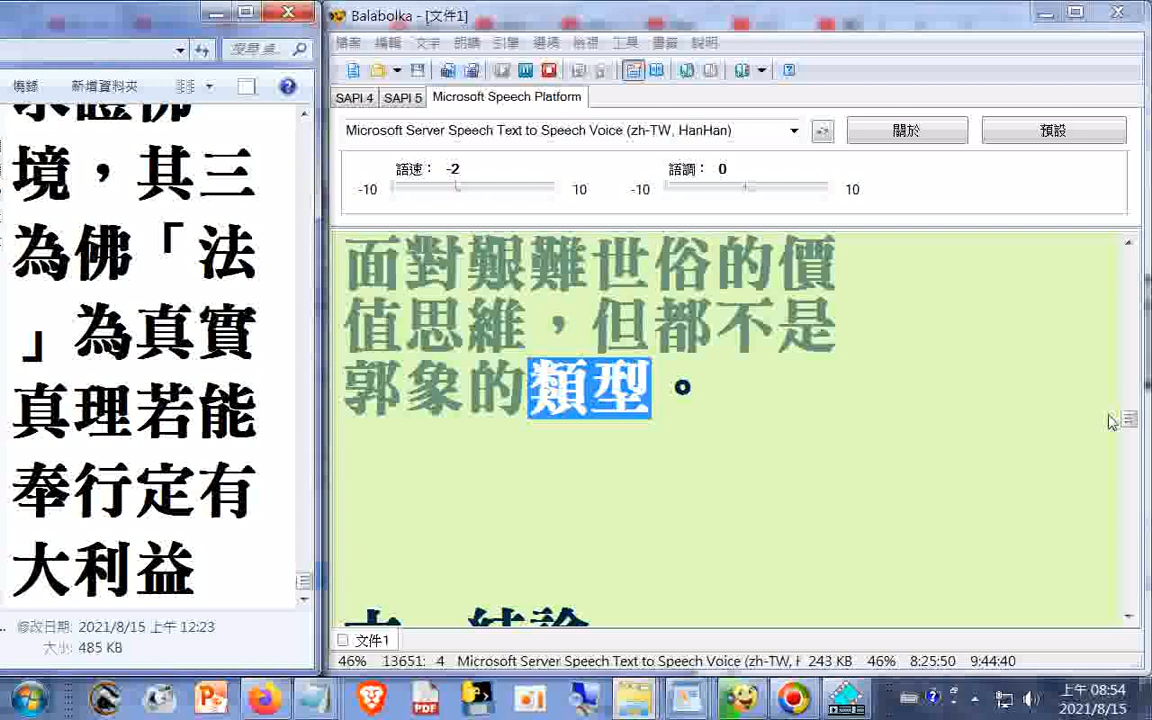 Balabolka - [文件1]
搜尋 桌...
檔案 編輯 文字 朗讀 引擎 選項 檢視 工具 書籤 說明
燒錄 新增資料夾
SAPI 4 SAPI 5 Microsoft Speech Platform
Microsoft Server Speech Text to Speech Voice (zh-TW, HanHan) 關於 預設
語速： -2 語調： 0
-10 10 -10 10
求證佛
境，其三
為佛「法
」為真實
真理若能
奉行定有
大利益
面對艱難世俗的價
值思維，但都不是
郭象的類型。
結論
修改日期: 2021/8/15 上午 12:23
大小: 485 KB
文件1
46% 13651: 4 Microsoft Server Speech Text to Speech Voice (zh-TW, H 243 KB 46% 8:25:50 9:44:40
上午 08:54
2021/8/15